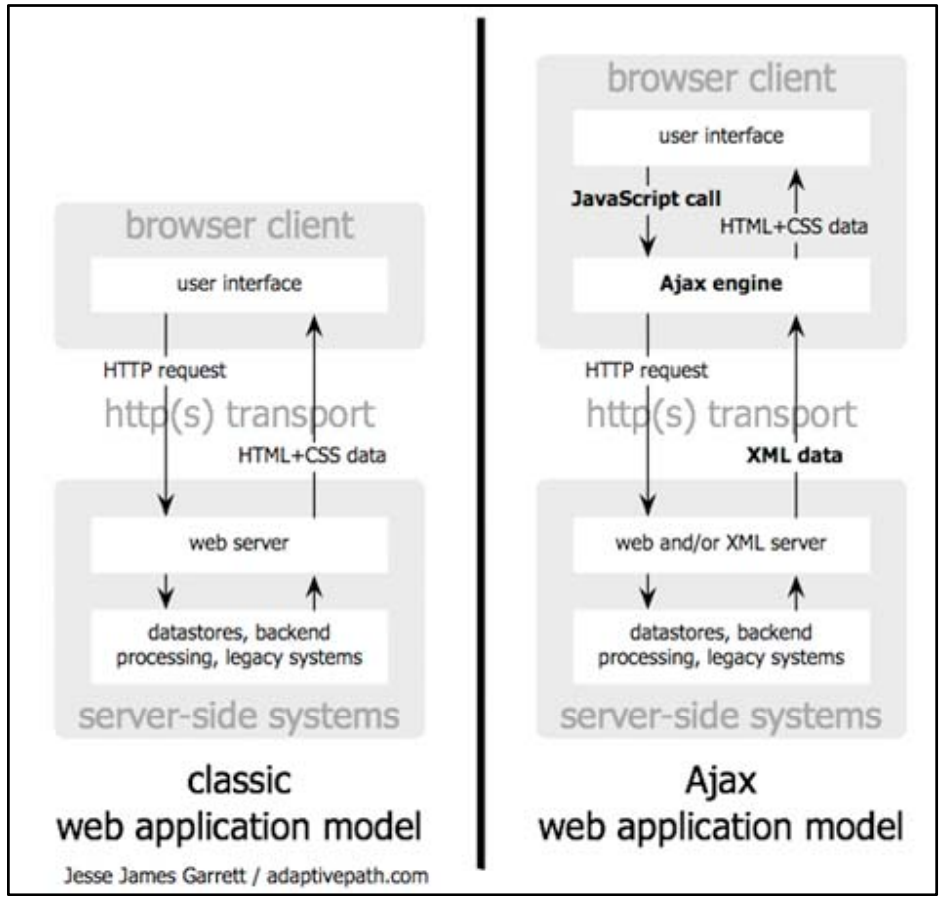 browser client
user interface
HTTP request
http(s) transport
HTML+CSS data
web server
datastores, backend
processing, legacy systems
server-side systems
classic
web application model
Jesse James Garrett / adaptivepath.com
browser client
user interface
JavaScript call
HTML+CSS data
Ajax engine
HTTP request
http(s) transport
XML data
web and/or XML server
datastores, backend
processing, legacy systems
server-side systems
Ajax
web application model